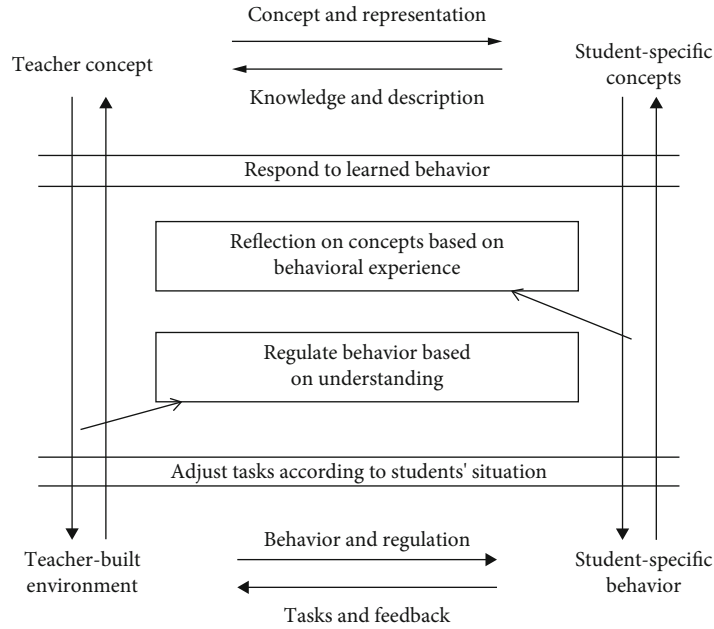 Concept and representation
Teacher concept
Student-specific
concepts
Knowledge and description
Respond to learned behavior
Reflection on concepts based on
behavioral experience
Regulate behavior based
on understanding
Adjust tasks according to students' situation
Behavior and regulation
Teacher-built
environment
Student-specific
behavior
Tasks and feedback